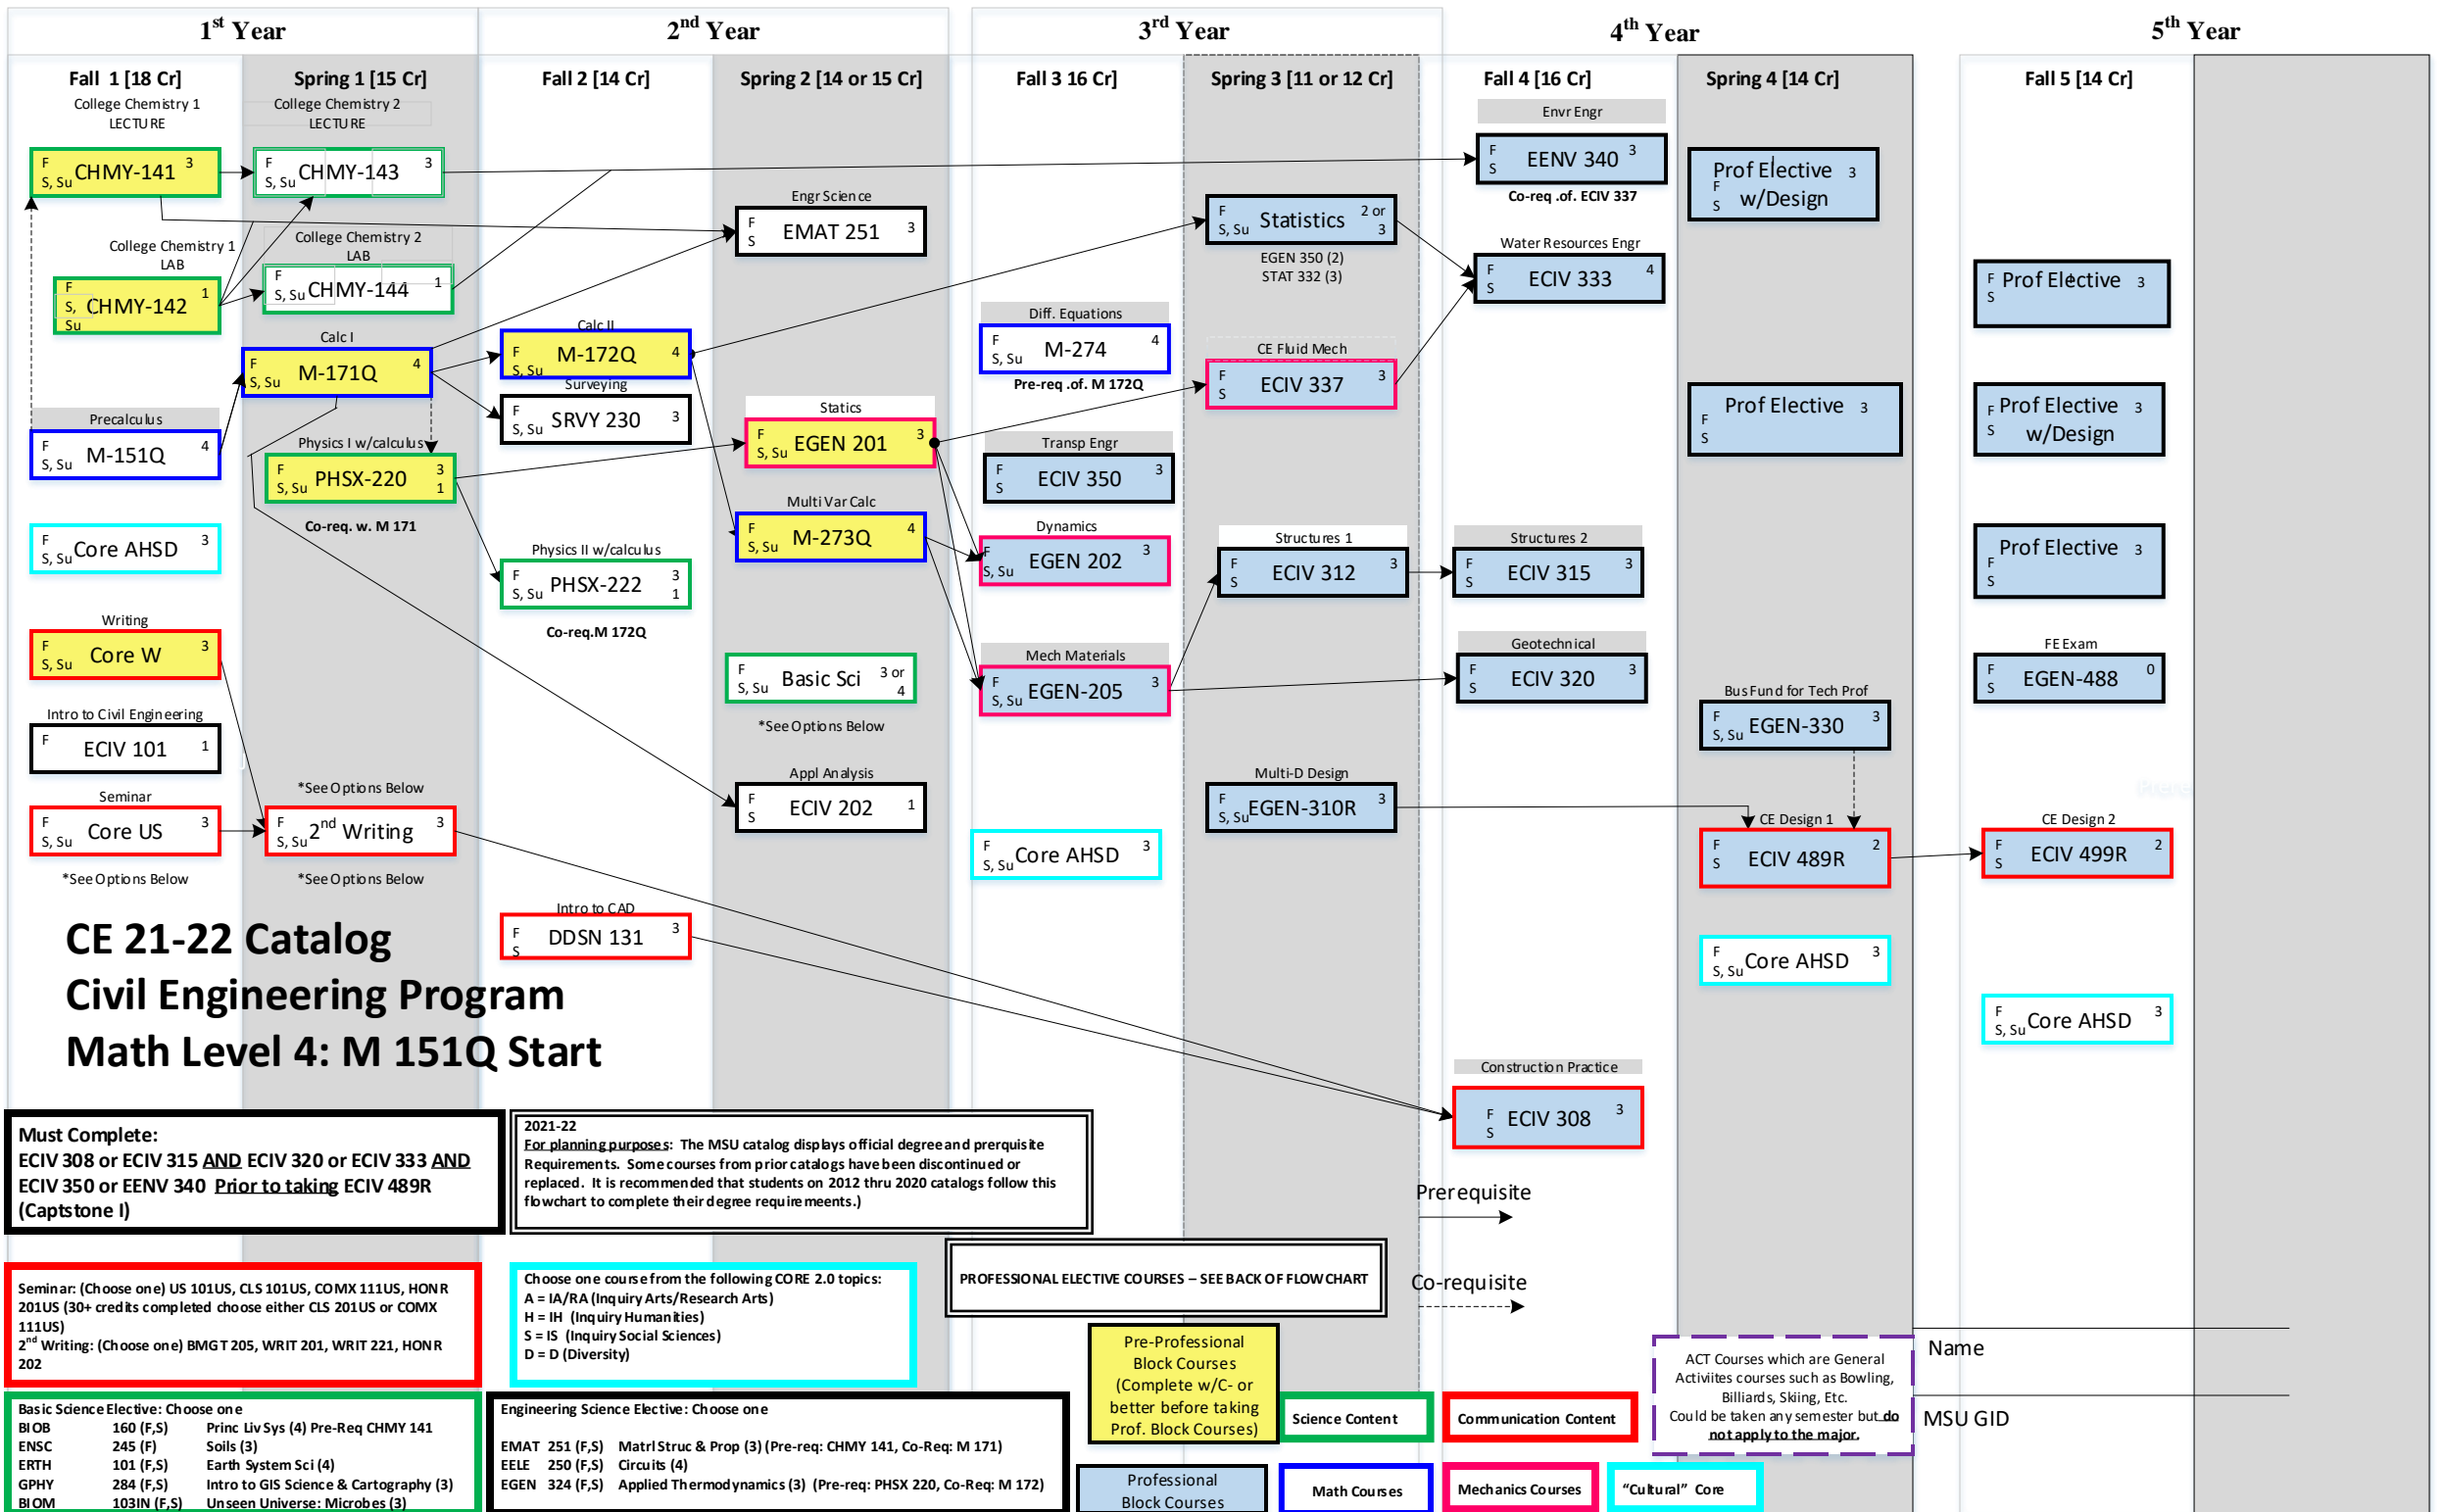 1st Year
2nd Year
3rd Year
4th Year
5th Year
Fall 1 [18 Cr]
College Chemistry 1
LECTURE
F
S, Su
CHMY-141
3
College Chemistry 1
LAB
F
S,
Su
CHMY-142
1
Precalculus
F
S, Su
M-151Q
4
F
S, Su
Core AHSD
3
Writing
F
S, Su
Core W
3
Intro to Civil Engineering
F
ECIV 101
1
Seminar
F
S, Su
Core US
3
*See Options Below
Spring 1 [15 Cr]
College Chemistry 2
LECTURE
F
S, Su
CHMY-143
3
College Chemistry 2
LAB
F
S, Su
CHMY-144
1
Calc I
F
S, Su
M-171Q
4
Physics I w/calculus
F
S, Su
PHSX-220
3
1
Co-req. w. M 171
*See Options Below
F
S, Su
2nd Writing
3
*See Options Below
Fall 2 [14 Cr]
Calc II
F
S, Su
M-172Q
4
Surveying
F
S, Su
SRVY 230
3
Physics II w/calculus
F
S, Su
PHSX-222
3
1
Co-req.M 172Q
Intro to CAD
F
S
DDSN 131
3
Spring 2 [14 or 15 Cr]
Engr Science
F
S
EMAT 251
3
Statics
F
S, Su
EGEN 201
3
Multi Var Calc
F
S, Su
M-273Q
4
F
S, Su
Basic Sci
3 or
4
*See Options Below
Appl Analysis
F
S
ECIV 202
1
Fall 3 16 Cr]
Diff. Equations
F
S, Su
M-274
4
Pre-req .of. M 172Q
Transp Engr
F
S
ECIV 350
3
Dynamics
F
S, Su
EGEN 202
3
Mech Materials
F
S, Su
EGEN-205
3
F
S, Su
Core AHSD
3
Spring 3 [11 or 12 Cr]
F
S, Su
Statistics
2 or
3
EGEN 350 (2)
STAT 332 (3)
CE Fluid Mech
F
S
ECIV 337
3
Structures 1
F
S
ECIV 312
3
Multi-D Design
F
S, Su
EGEN-310R
3
Fall 4 [16 Cr]
Envr Engr
F
S
EENV 340
3
Co-req .of. ECIV 337
Water Resources Engr
F
S
ECIV 333
4
Structures 2
F
S
ECIV 315
3
Geotechnical
F
S
ECIV 320
3
Construction Practice
F
S
ECIV 308
3
Spring 4 [14 Cr]
Prof Elective
w/Design
F
S
3
Prof Elective
F
S
3
Bus Fund for Tech Prof
F
S, Su
EGEN-330
3
CE Design 1
F
S
ECIV 489R
2
F
S, Su
Core AHSD
3
Fall 5 [14 Cr]
F
S
Prof Elective
3
F
S
Prof Elective
w/Design
3
F
S
Prof Elective
3
FE Exam
F
S
EGEN-488
0
CE Design 2
F
S
ECIV 499R
2
F
S, Su
Core AHSD
3
CE 21-22 Catalog
Civil Engineering Program
Math Level 4: M 151Q Start
Must Complete:
ECIV 308 or ECIV 315 AND ECIV 320 or ECIV 333 AND
ECIV 350 or EENV 340 Prior to taking ECIV 489R
(Captstone I)
2021-22
For planning purposes: The MSU catalog displays official degree and prerquisite
Requirements. Some courses from prior catalogs have been discontinued or
replaced. It is recommended that students on 2012 thru 2020 catalogs follow this
flowchart to complete their degree requirements.)
Prerequisite
Co-requisite
PROFESSIONAL ELECTIVE COURSES – SEE BACK OF FLOWCHART
Seminar: (Choose one) US 101US, CLS 101US, COMX 111US, HONR
201US (30+ credits completed choose either CLS 201US or COMX
111US)
2nd Writing: (Choose one) BMGT 205, WRIT 201, WRIT 221, HONR
202
Choose one course from the following CORE 2.0 topics:
A = IA/RA (Inquiry Arts/Research Arts)
H = IH (Inquiry Humanities)
S = IS (Inquiry Social Sciences)
D = D (Diversity)
Basic Science Elective: Choose one
BIOB 160 (F,S) Princ Liv Sys (4) Pre-Req CHMY 141
ENSC 245 (F) Soils (3)
ERTH 101 (F,S) Earth System Sci (4)
GPHY 284 (F,S) Intro to GIS Science & Cartography (3)
BIOM 103IN (F,S) Unseen Universe: Microbes (3)
Engineering Science Elective: Choose one
EMAT 251 (F,S) Matrl Struc & Prop (3) (Pre-req: CHMY 141, Co-Req: M 171)
EELE 250 (F,S) Circuits (4)
EGEN 324 (F,S) Applied Thermodynamics (3) (Pre-req: PHSX 220, Co-Req: M 172)
Pre-Professional
Block Courses
(Complete w/C- or
better before taking
Prof. Block Courses)
Professional
Block Courses
Science Content
Communication Content
Math Courses
Mechanics Courses
"Cultural" Core
ACT Courses which are General
Activiites courses such as Bowling,
Billiards, Skiing, Etc.
Could be taken any semester but do
not apply to the major.
Name
MSU GID